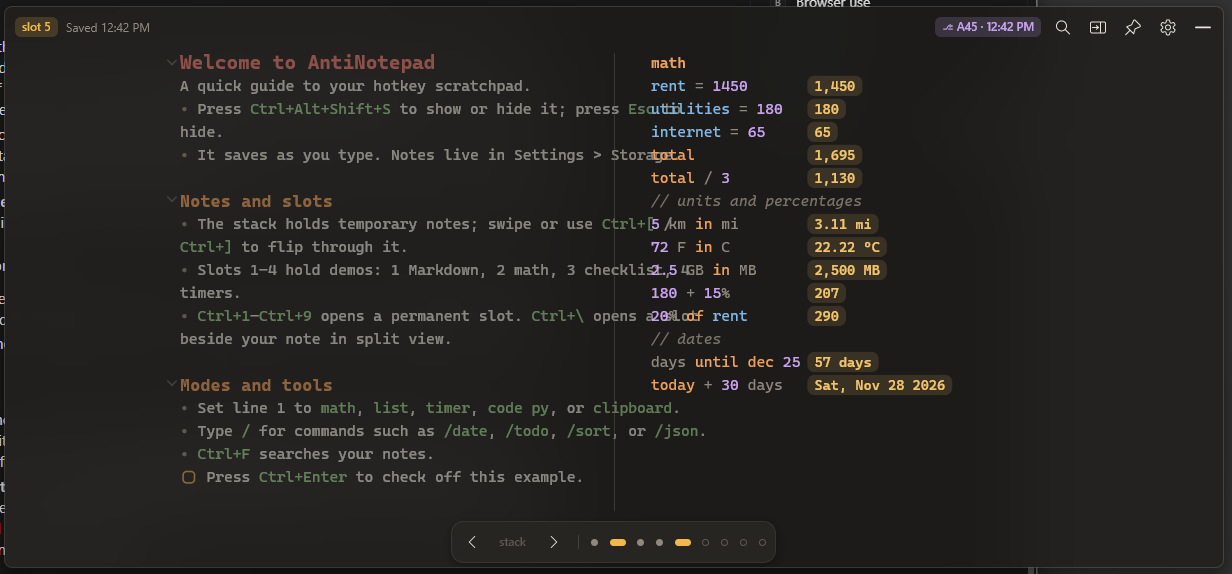 Browser use
slot 5 Saved 12:42 PM
A45 · 12:42 PM
Welcome to AntiNotepad
A quick guide to your hotkey scratchpad.
• Press Ctrl+Alt+Shift+S to show or hide it; press Esc to
hide.
• It saves as you type. Notes live in Settings > Storage.
Notes and slots
• The stack holds temporary notes; swipe or use Ctrl+[ /
Ctrl+] to flip through it.
• Slots 1–4 hold demos: 1 Markdown, 2 math, 3 checklist, 4
timers.
• Ctrl+1–Ctrl+9 opens a permanent slot. Ctrl+\ opens a slot
beside your note in split view.
Modes and tools
• Set line 1 to math, list, timer, code py, or clipboard.
• Type / for commands such as /date, /todo, /sort, or /json.
• Ctrl+F searches your notes.
Press Ctrl+Enter to check off this example.
math
rent = 1450 1,450
utilities = 180 180
internet = 65 65
total 1,695
total / 3 1,130
// units and percentages
5 km in mi 3.11 mi
72 F in C 22.22 °C
2.5 GB in MB 2,500 MB
180 + 15% 207
20% of rent 290
// dates
days until dec 25 57 days
today + 30 days Sat, Nov 28 2026
stack